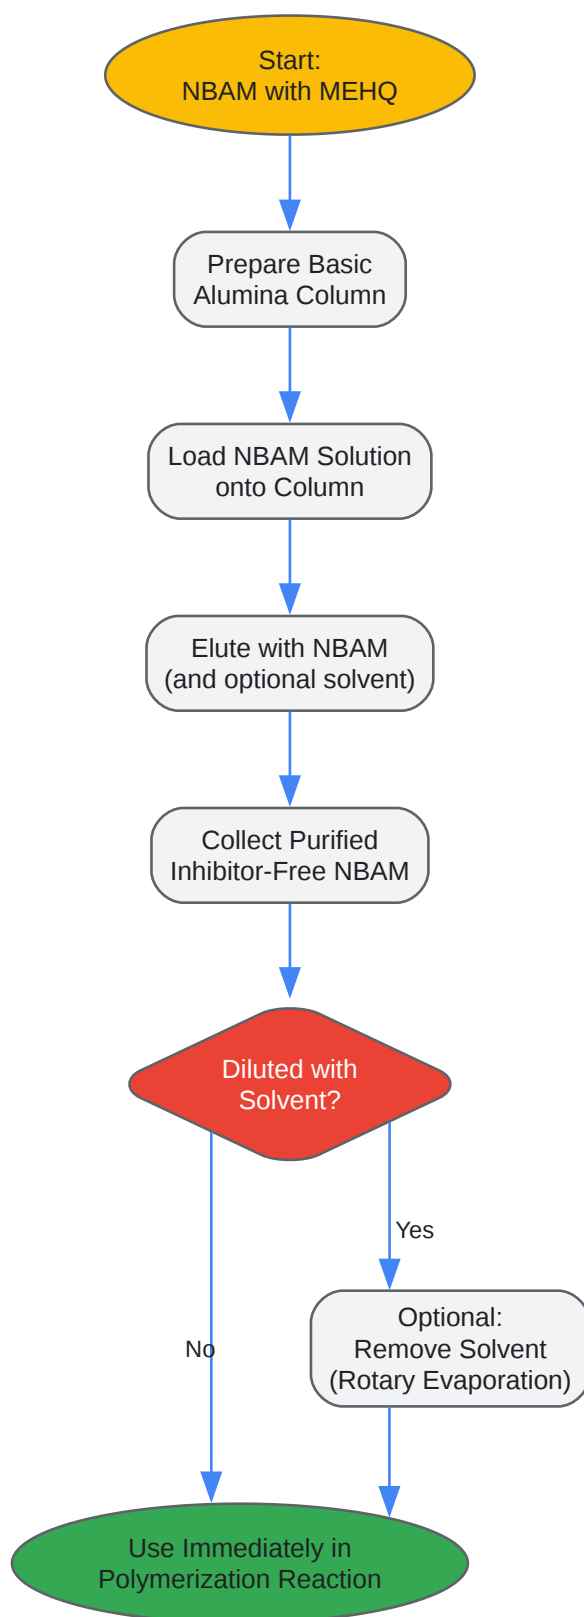 Start:
NBAM with MEHQ
Prepare Basic
Alumina Column
Load NBAM Solution
onto Column
Elute with NBAM
(and optional solvent)
Collect Purified
Inhibitor-Free NBAM
Diluted with
Solvent?
Yes
Optional:
Remove Solvent
(Rotary Evaporation)
No
Use Immediately in
Polymerization Reaction